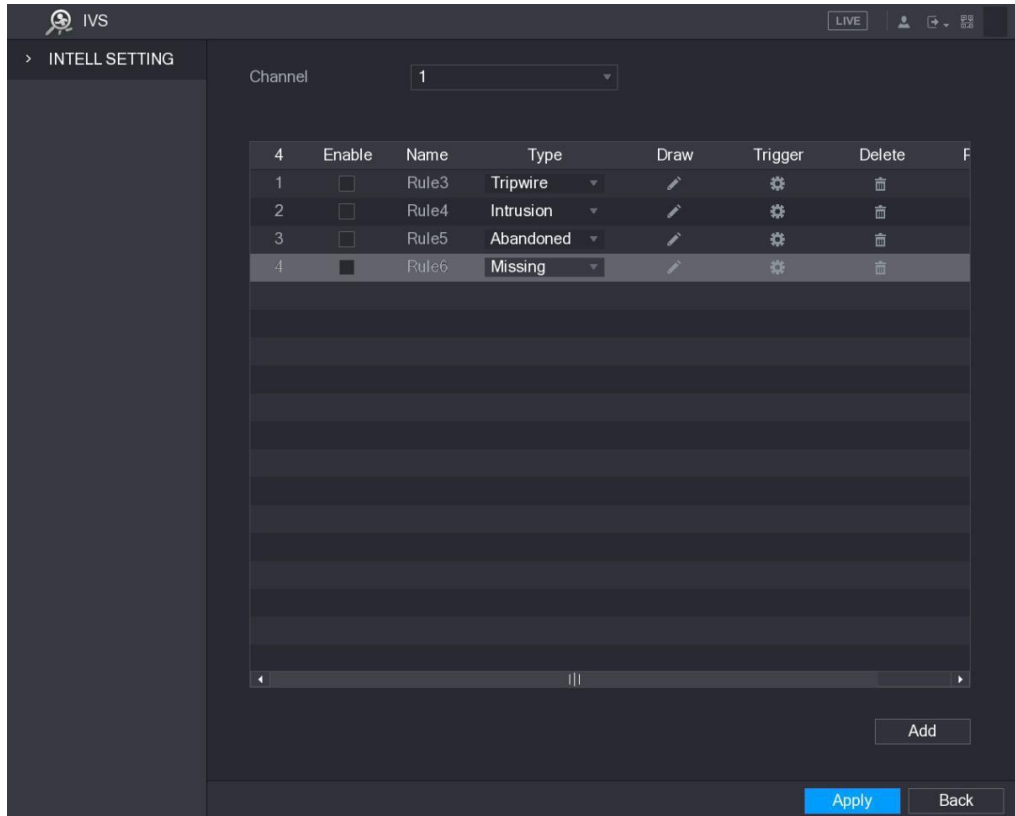 IVS LIVE
> INTELL SETTING
Channel 1
4 Enable Name Type Draw Trigger Delete
1 Rule3 Tripwire
2 Rule4 Intrusion
3 Rule5 Abandoned
4 Rule6 Missing
Add
Apply Back